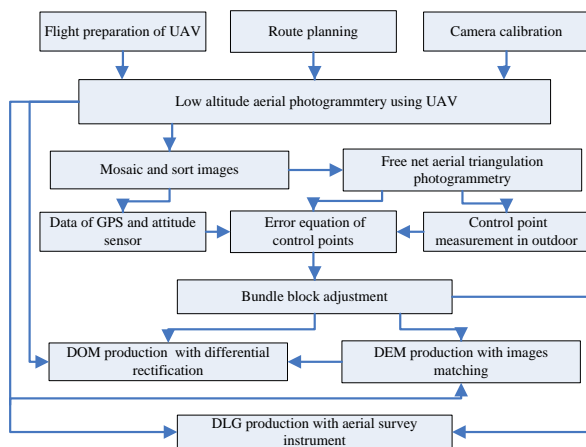 Flight preparation of UAV
Route planning
Camera calibration
Low altitude aerial photogrammtery using UAV
Mosaic and sort images
Free net aerial triangulation
photogrammetry
Data of GPS and attitude
sensor
Error equation of
control points
Control point
measurement in outdoor
Bundle block adjustment
DOM production with differential
rectification
DEM production with images
matching
DLG production with aerial survey
instrument